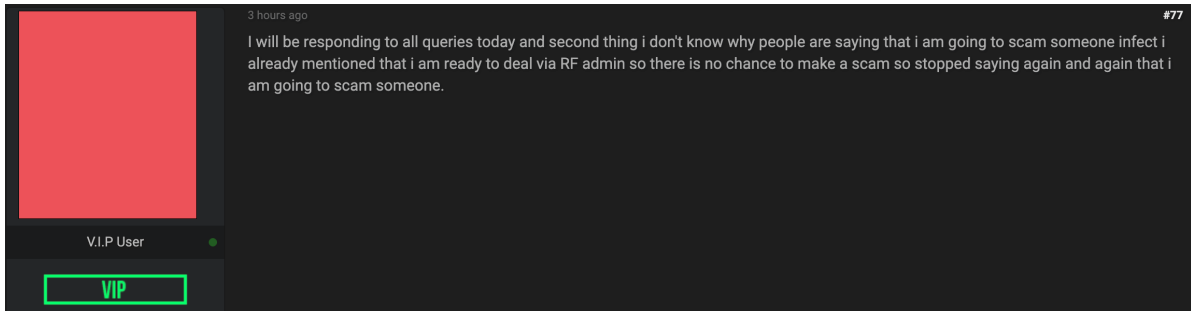 3 hours ago
#77
I will be responding to all queries today and second thing i don't know why people are saying that i am going to scam someone infect i
already mentioned that i am ready to deal via RF admin so there is no chance to make a scam so stopped saying again and again that i
am going to scam someone.
V.I.P User
VIP